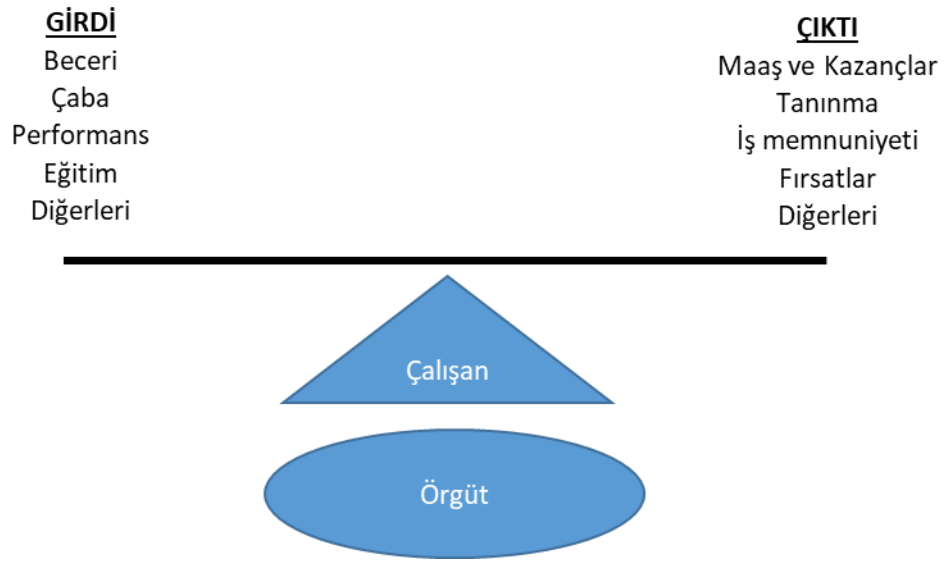 GİRDİ
Beceri
Çaba
Performans
Eğitim
Diğerleri
ÇIKTI
Maaş ve Kazançlar
Tanınma
İş memnuniyeti
Fırsatlar
Diğerleri
Çalışan
Örgüt